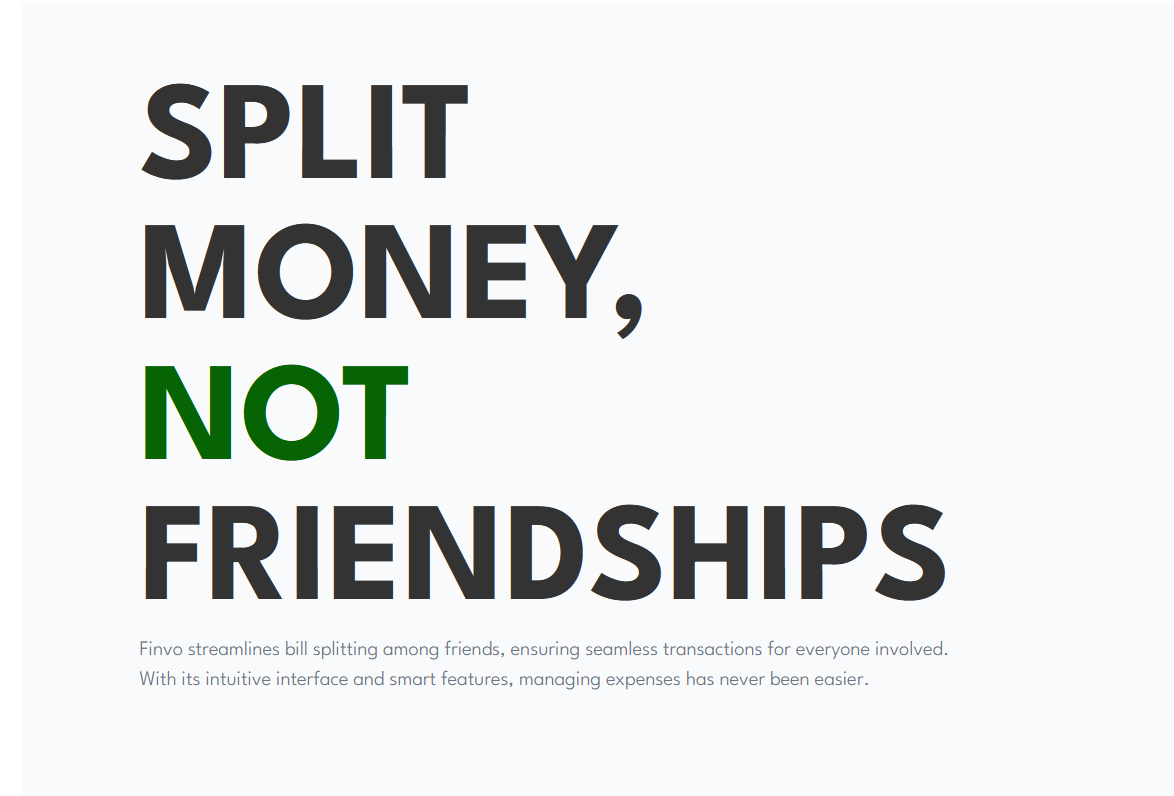 SPLIT
MONEY,
NOT
FRIENDSHIPS
Finvo streamlines bill splitting among friends, ensuring seamless transactions for everyone involved.
With its intuitive interface and smart features, managing expenses has never been easier.